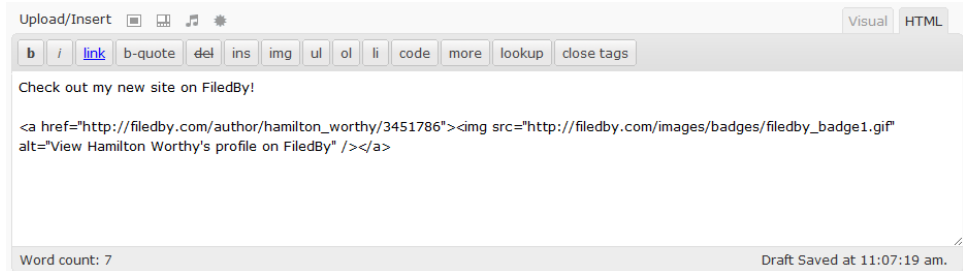 Upload/Insert Visual HTML
b i link b-quote del ins img ul ol li code more lookup close tags
Check out my new site on FiledBy!
<a href="http://filedby.com/author/hamilton_worthy/3451786"><img src="http://filedby.com/images/badges/filedby_badge1.gif"
alt="View Hamilton Worthy's profile on FiledBy" /></a>
Word count: 7 Draft Saved at 11:07:19 am.